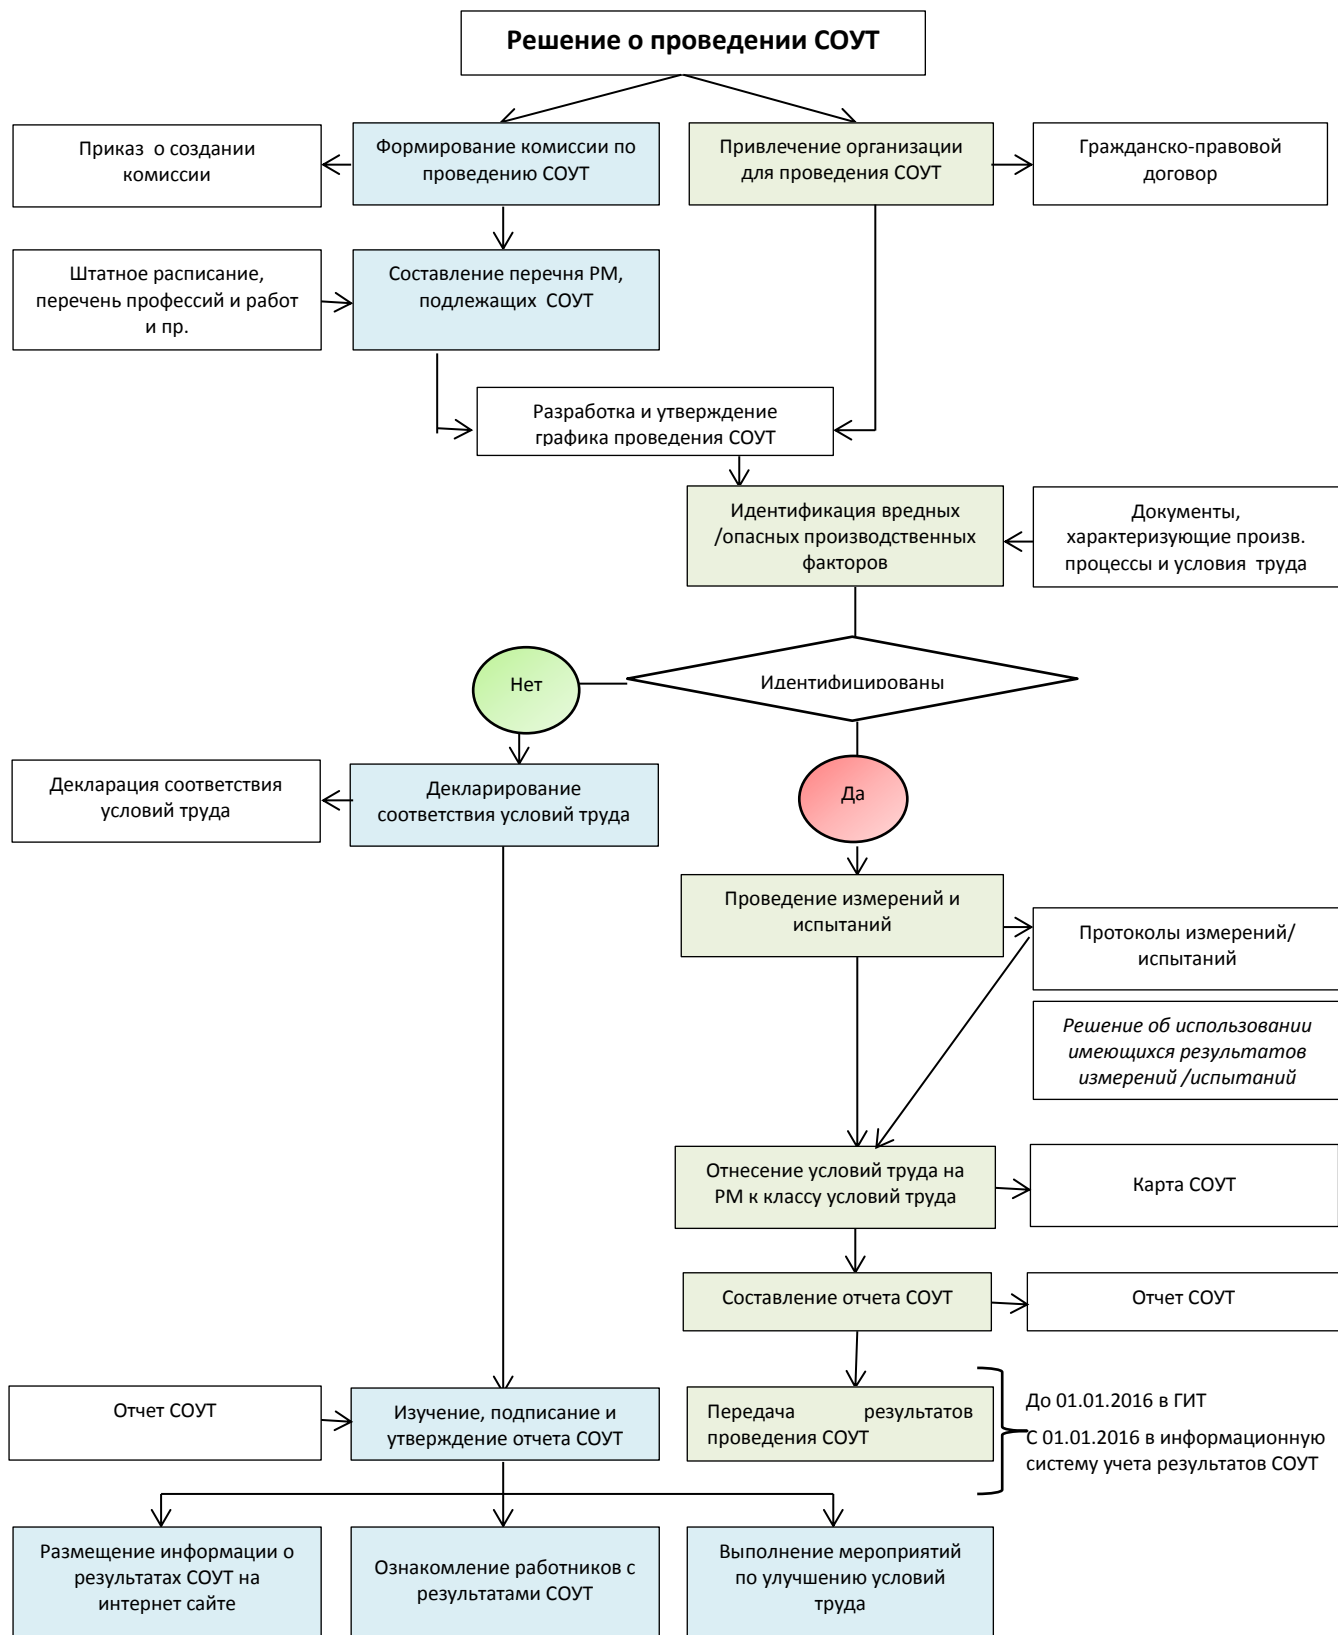 Решение о проведении СОУТ
Приказ о создании
комиссии
Формирование комиссии по
проведению СОУТ
Привлечение организации
для проведения СОУТ
Гражданско-правовой
договор
Штатное расписание,
перечень профессий и работ
и пр.
Составление перечня РМ,
подлежащих СОУТ
Разработка и утверждение
графика проведения СОУТ
Идентификация вредных
/опасных производственных
факторов
Документы,
характеризующие произв.
процессы и условия труда
Идентифицированы
Нет
Да
Декларация соответствия
условий труда
Декларирование
соответствия условий труда
Проведение измерений и
испытаний
Протоколы измерений/
испытаний
Решение об использовании
имеющихся результатов
измерений /испытаний
Отнесение условий труда на
РМ к классу условий труда
Карта СОУТ
Составление отчета СОУТ
Отчет СОУТ
Отчет СОУТ
Изучение, подписание и
утверждение отчета СОУТ
Передача результатов
проведения СОУТ
До 01.01.2016 в ГИТ
С 01.01.2016 в информационную
систему учета результатов СОУТ
Размещение информации о
результатах СОУТ на
интернет сайте
Ознакомление работников с
результатами СОУТ
Выполнение мероприятий
по улучшению условий
труда